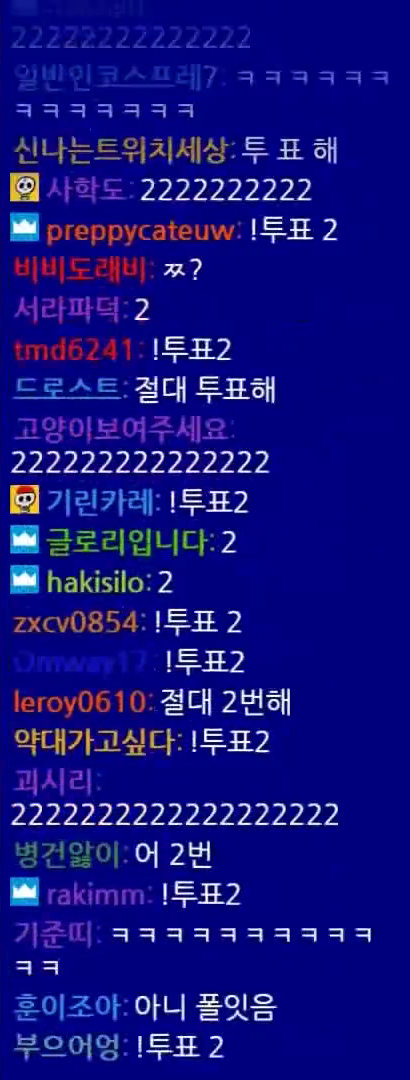 22222222222222
일반인코스프레7: ㅋㅋㅋㅋㅋㅋ
ㅋㅋㅋㅋㅋㅋㅋ
신나는트위치세상: 투 표 해
사학도: 2222222222
preppycateuw: !투표 2
비비도래비: ㅉ?
서라파덕: 2
tmd6241: !투표2
드로스트: 절대 투표해
고양이보여주세요:
222222222222222
기린카레: !투표2
글로리입니다: 2
hakisilo: 2
zxcv0854: !투표 2
Omway17: !투표2
leroy0610: 절대 2번해
약대가고싶다: !투표2
괴시리:
2222222222222222222
병건앓이: 어 2번
rakimm: !투표2
기준띠: ㅋㅋㅋㅋㅋㅋㅋㅋㅋㅋ
ㅋㅋ
훈이조아: 아니 폴잇음
부으어엉: !투표 2